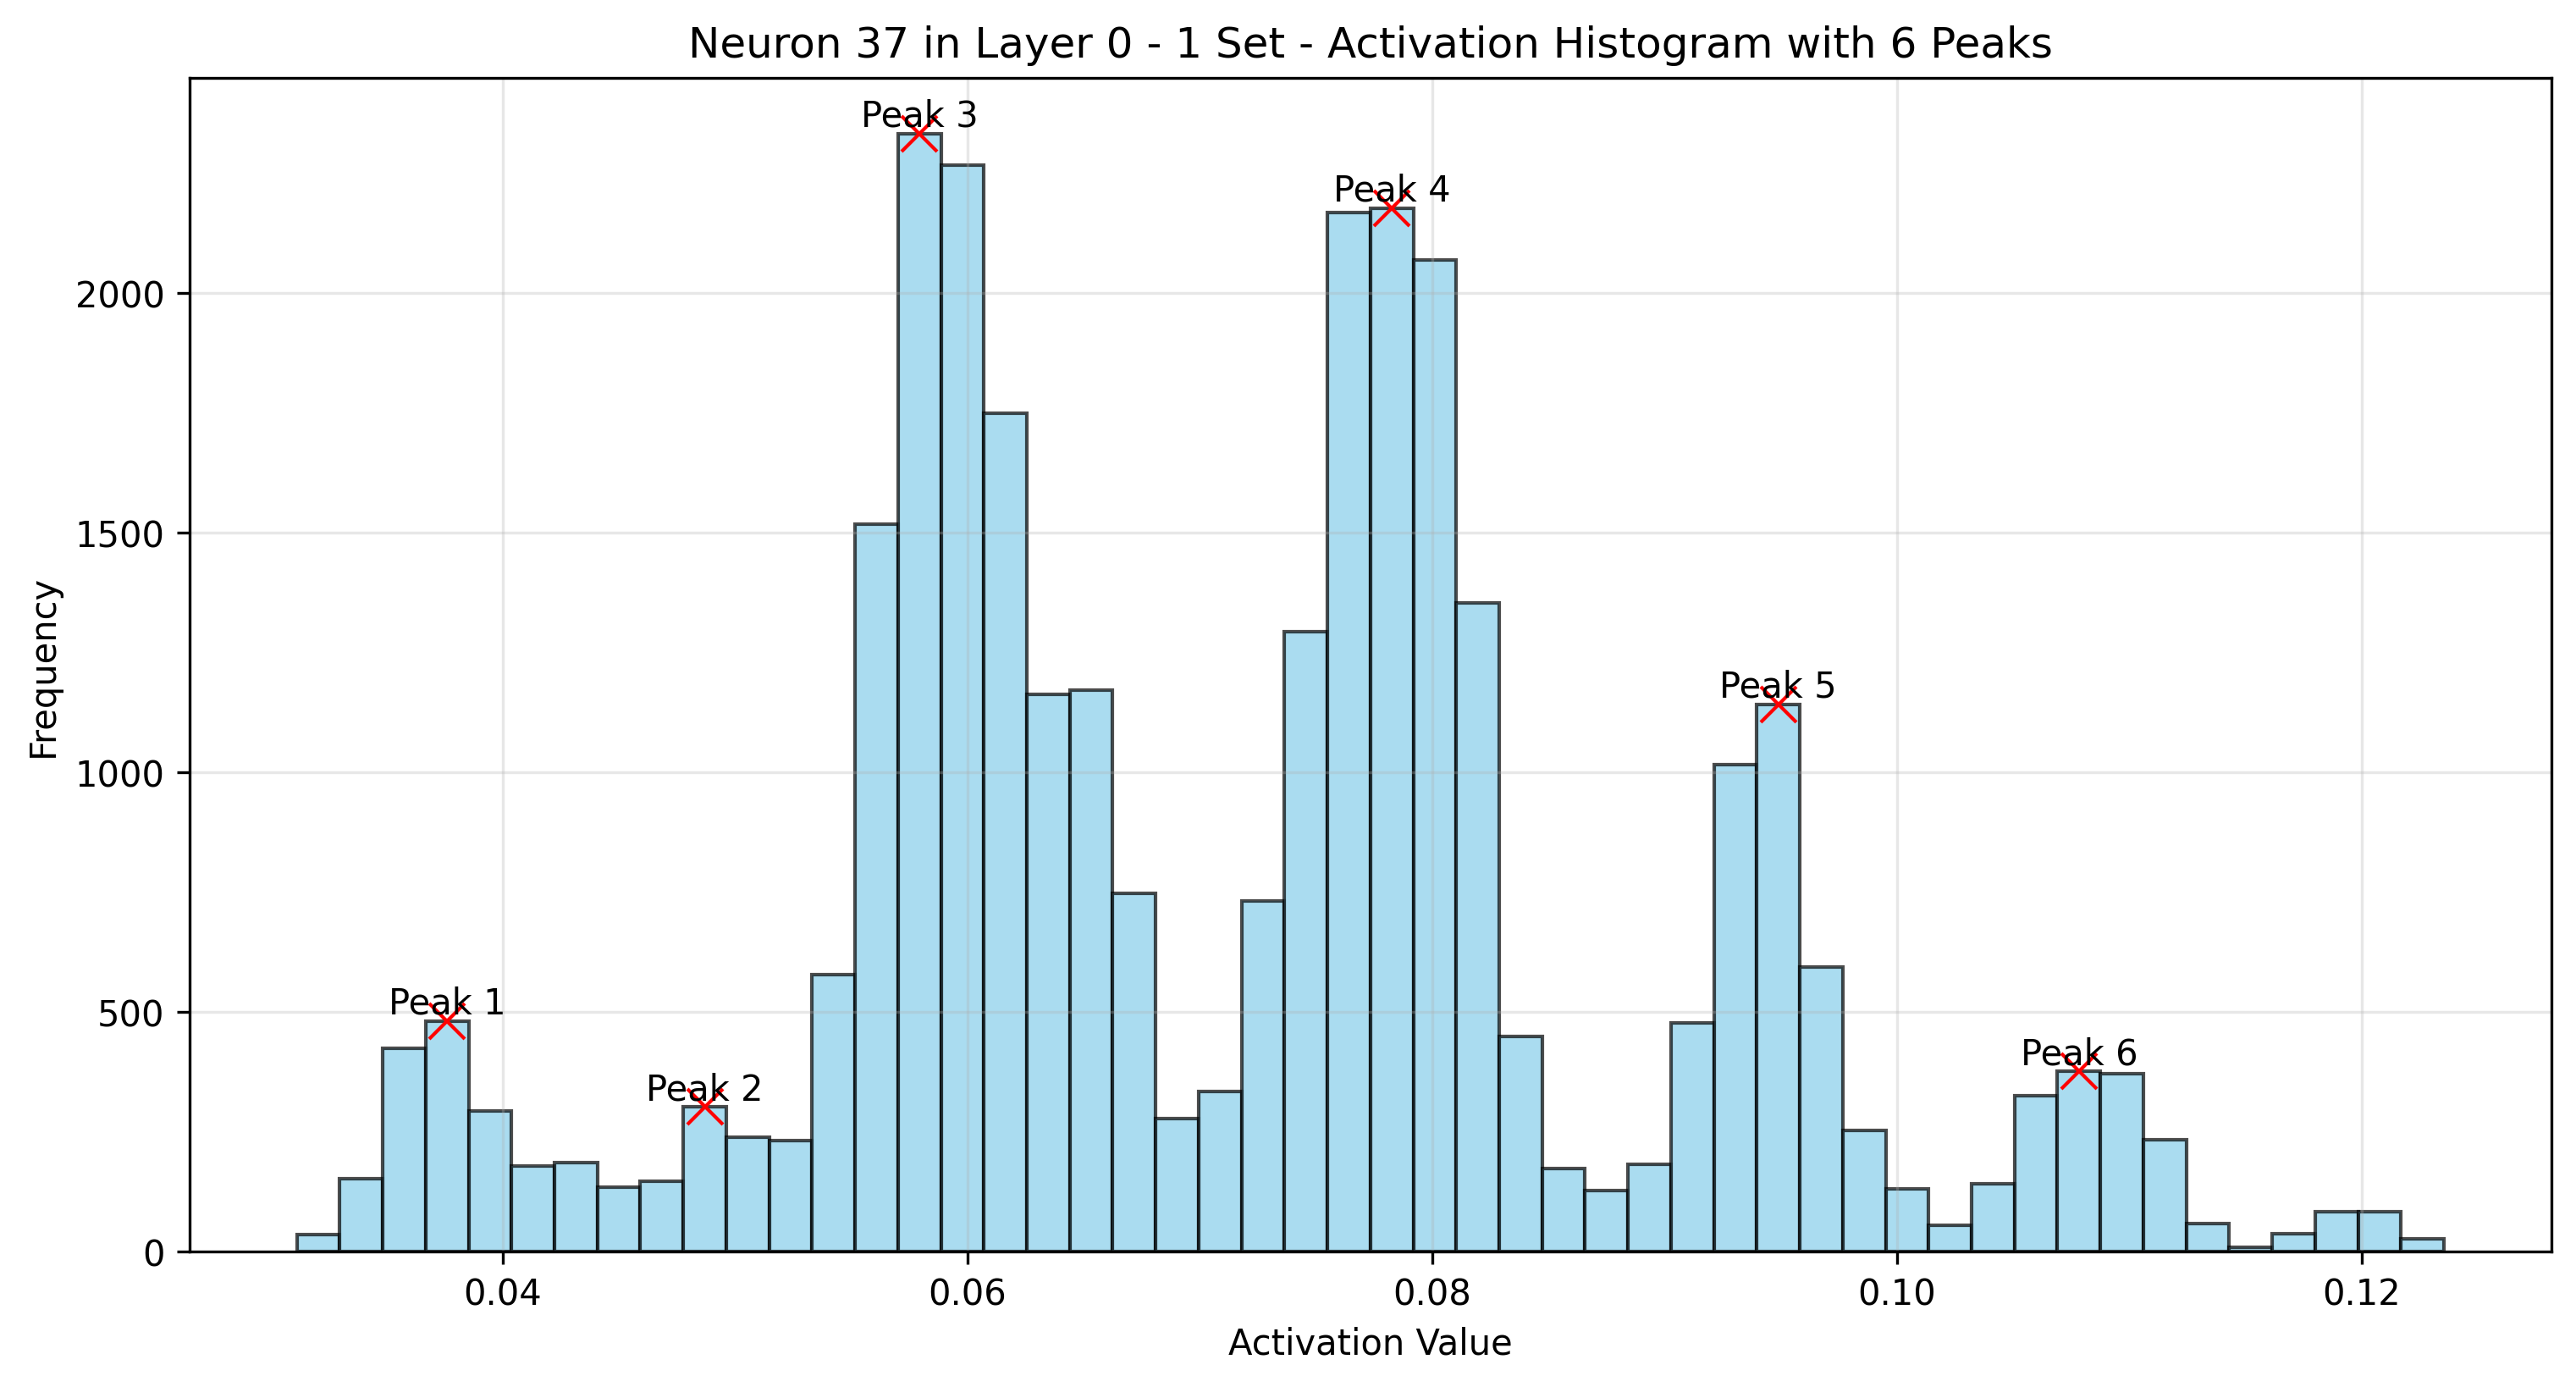 Neuron 37 in Layer 0 - 1 Set - Activation Histogram with 6 Peaks
Peak 3
Peak 4
2000
1500
Peak 5
Frequency
1000
Peak 1
500
Peak 6
Peak 2
0
0.04 0.06 0.08 0.10 0.12
Activation Value